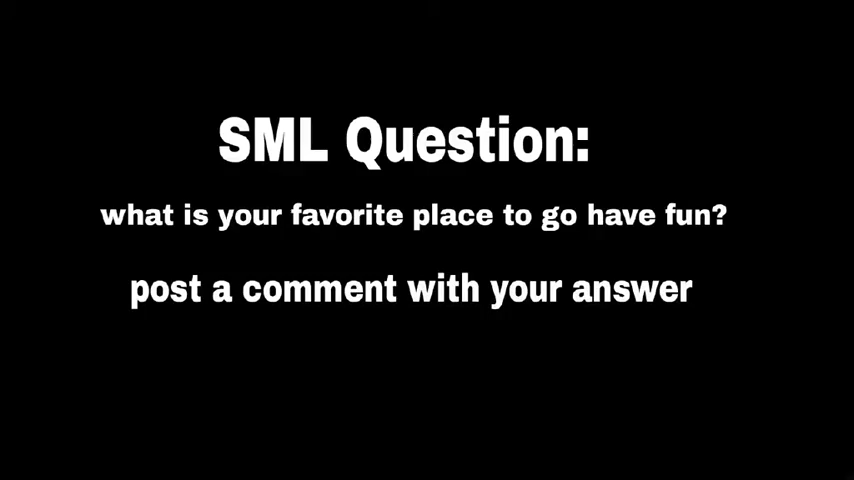 SML Question:
what is your favorite place to go have fun?
post a comment with your answer